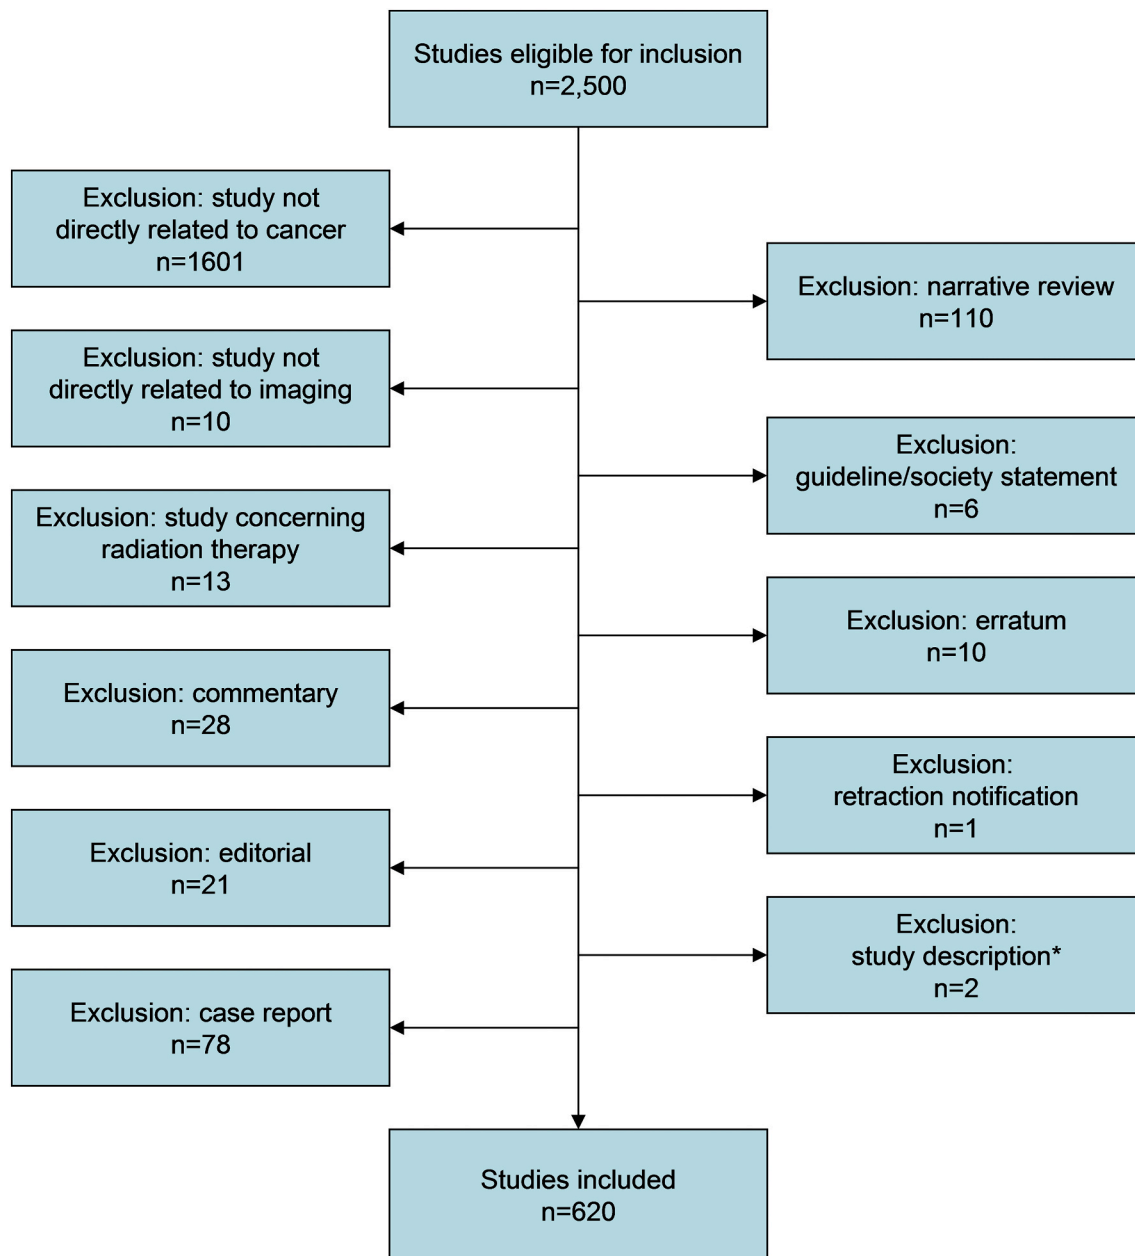 Studies eligible for inclusion
n=2,500
Exclusion: study not
directly related to cancer
n=1601
Exclusion: narrative review
n=110
Exclusion: study not
directly related to imaging
n=10
Exclusion:
guideline/society statement
n=6
Exclusion: study concerning
radiation therapy
n=13
Exclusion: erratum
n=10
Exclusion: commentary
n=28
Exclusion:
retraction notification
n=1
Exclusion: editorial
n=21
Exclusion:
study description*
n=2
Exclusion: case report
n=78
Studies included
n=620